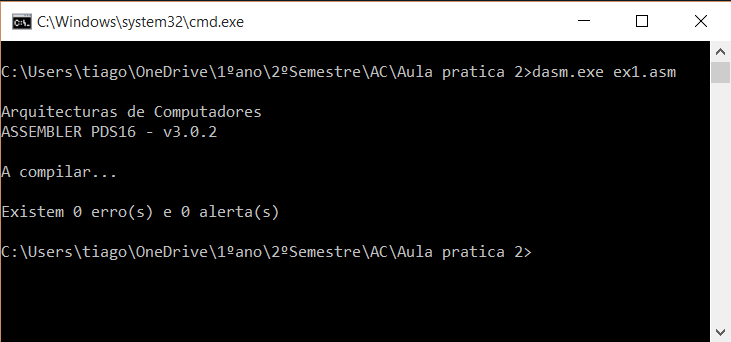 C:\Windows\system32\cmd.exe
C:\Users\tiago\OneDrive\1ºano\2ºSemestre\AC\Aula pratica 2>dasm.exe ex1.asm
Arquitecturas de Computadores
ASSEMBLER PDS16 - v3.0.2
A compilar...
Existem 0 erro(s) e 0 alerta(s)
C:\Users\tiago\OneDrive\1ºano\2ºSemestre\AC\Aula pratica 2>